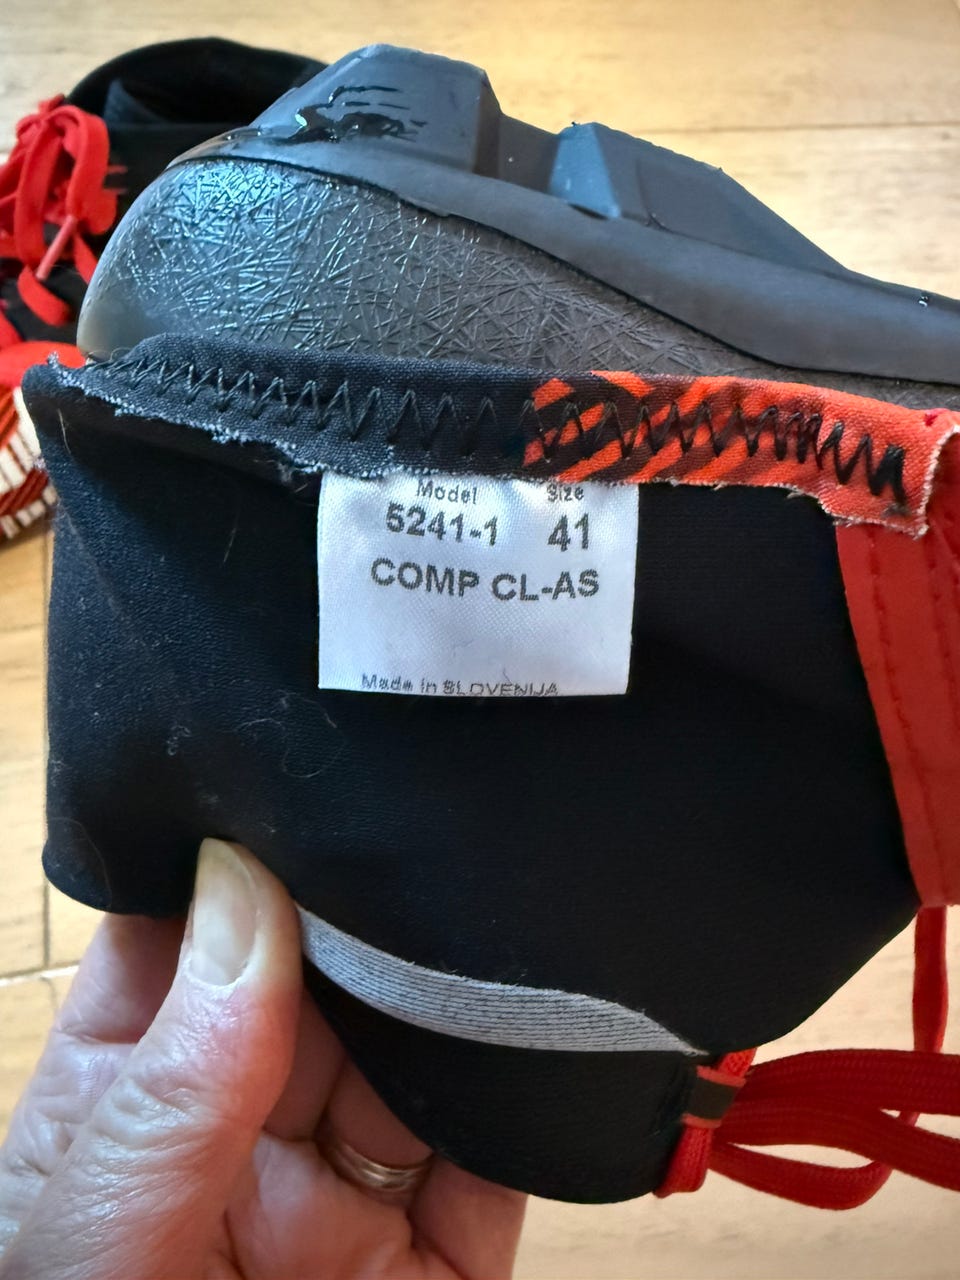 Model Size
5241-1 41
COMP CL-AS
Made in SLOVENIJA